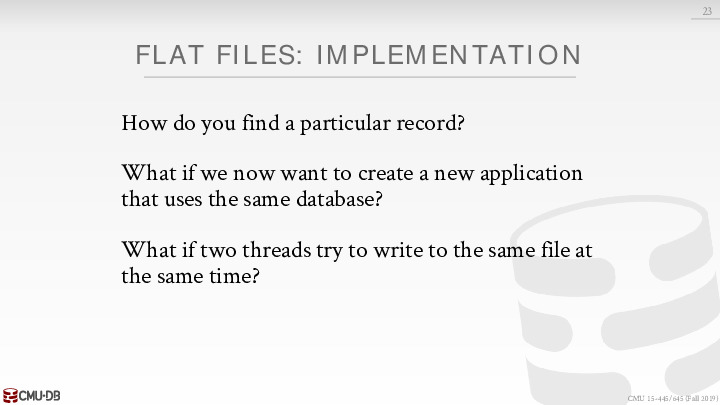 23
FLAT FILES: IMPLEMENTATION
How do you find a particular record?
What if we now want to create a new application
that uses the same database?
What if two threads try to write to the same file at
the same time?
CMU·DB
CMU 15-445/645 (Fall 2019)